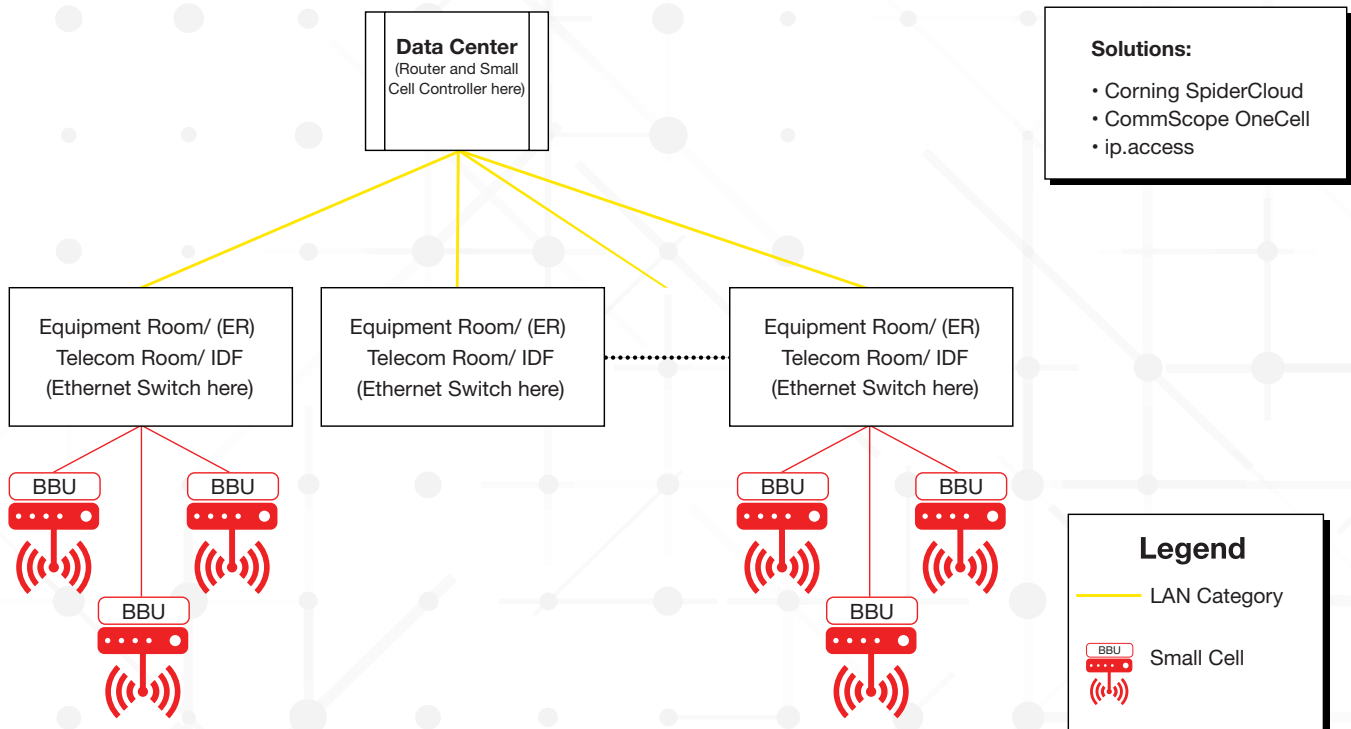 Data Center
(Router and Small
Cell Controller here)
Solutions:
• Corning SpiderCloud
• CommScope OneCell
• ip.access
Equipment Room/ (ER)
Telecom Room/ IDF
(Ethernet Switch here)
Equipment Room/ (ER)
Telecom Room/ IDF
(Ethernet Switch here)
Equipment Room/ (ER)
Telecom Room/ IDF
(Ethernet Switch here)
BBU
BBU
BBU
BBU
BBU
BBU
Legend
LAN Category
BBU
Small Cell